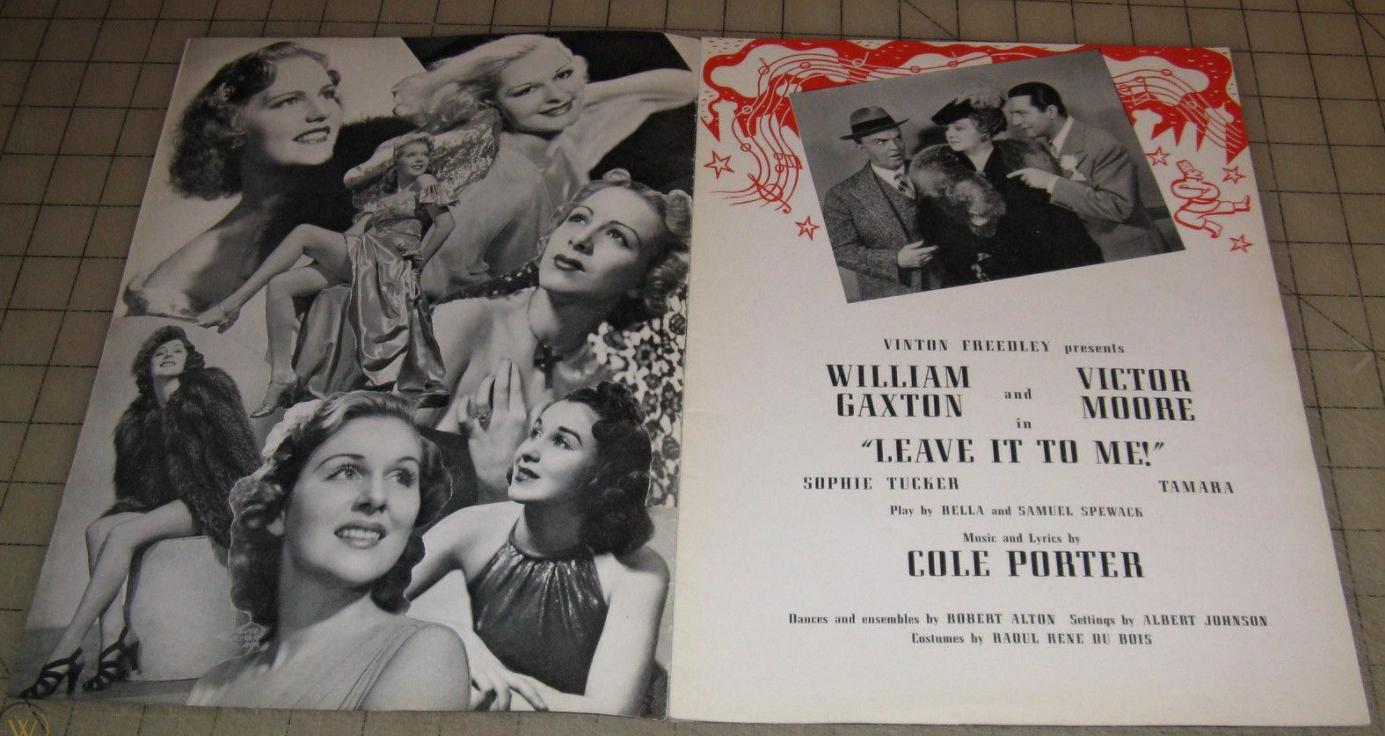 VINTON FREEDLEY presents
WILLIAM GAXTON and VICTOR MOORE
in
“LEAVE IT TO ME!”
SOPHIE TUCKER TAMARA
Play by BELLA and SAMUEL SPEWACK
Music and Lyrics by
COLE PORTER
Dances and ensembles by ROBERT ALTON Settings by ALBERT JOHNSON
Costumes by RAOUL RENE DU BOIS
W